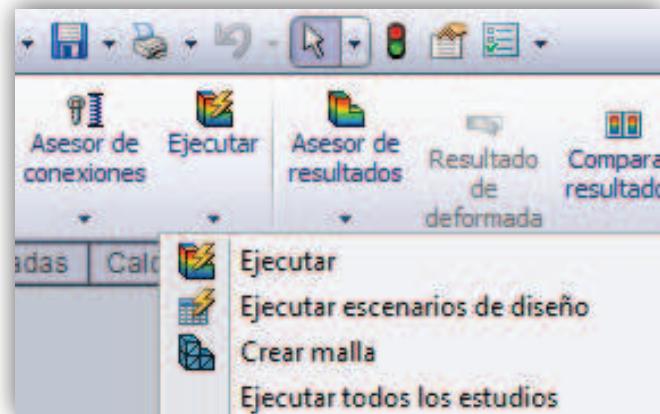 Asesor de conexiones
Ejecutar
Asesor de resultados
Resultado de deformada
Compara
resultado
adas
Calc
Ejecutar
Ejecutar escenarios de diseño
Crear malla
Ejecutar todos los estudios